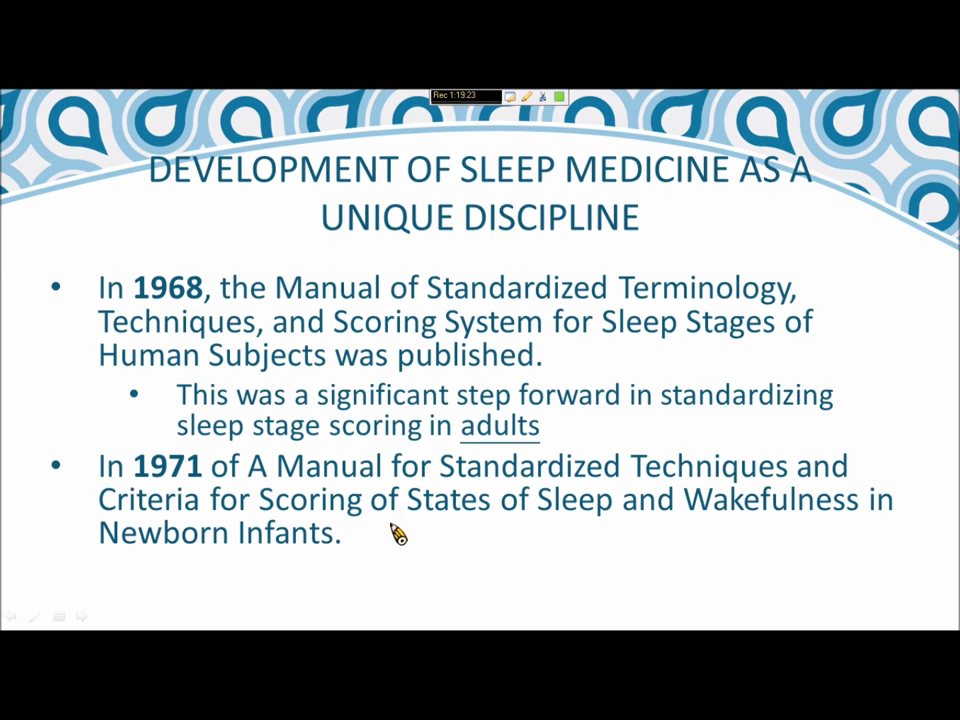 Rec 1:19:23
DEVELOPMENT OF SLEEP MEDICINE AS A
UNIQUE DISCIPLINE
• In 1968, the Manual of Standardized Terminology,
Techniques, and Scoring System for Sleep Stages of
Human Subjects was published.
• This was a significant step forward in standardizing
sleep stage scoring in adults
• In 1971 of A Manual for Standardized Techniques and
Criteria for Scoring of States of Sleep and Wakefulness in
Newborn Infants.